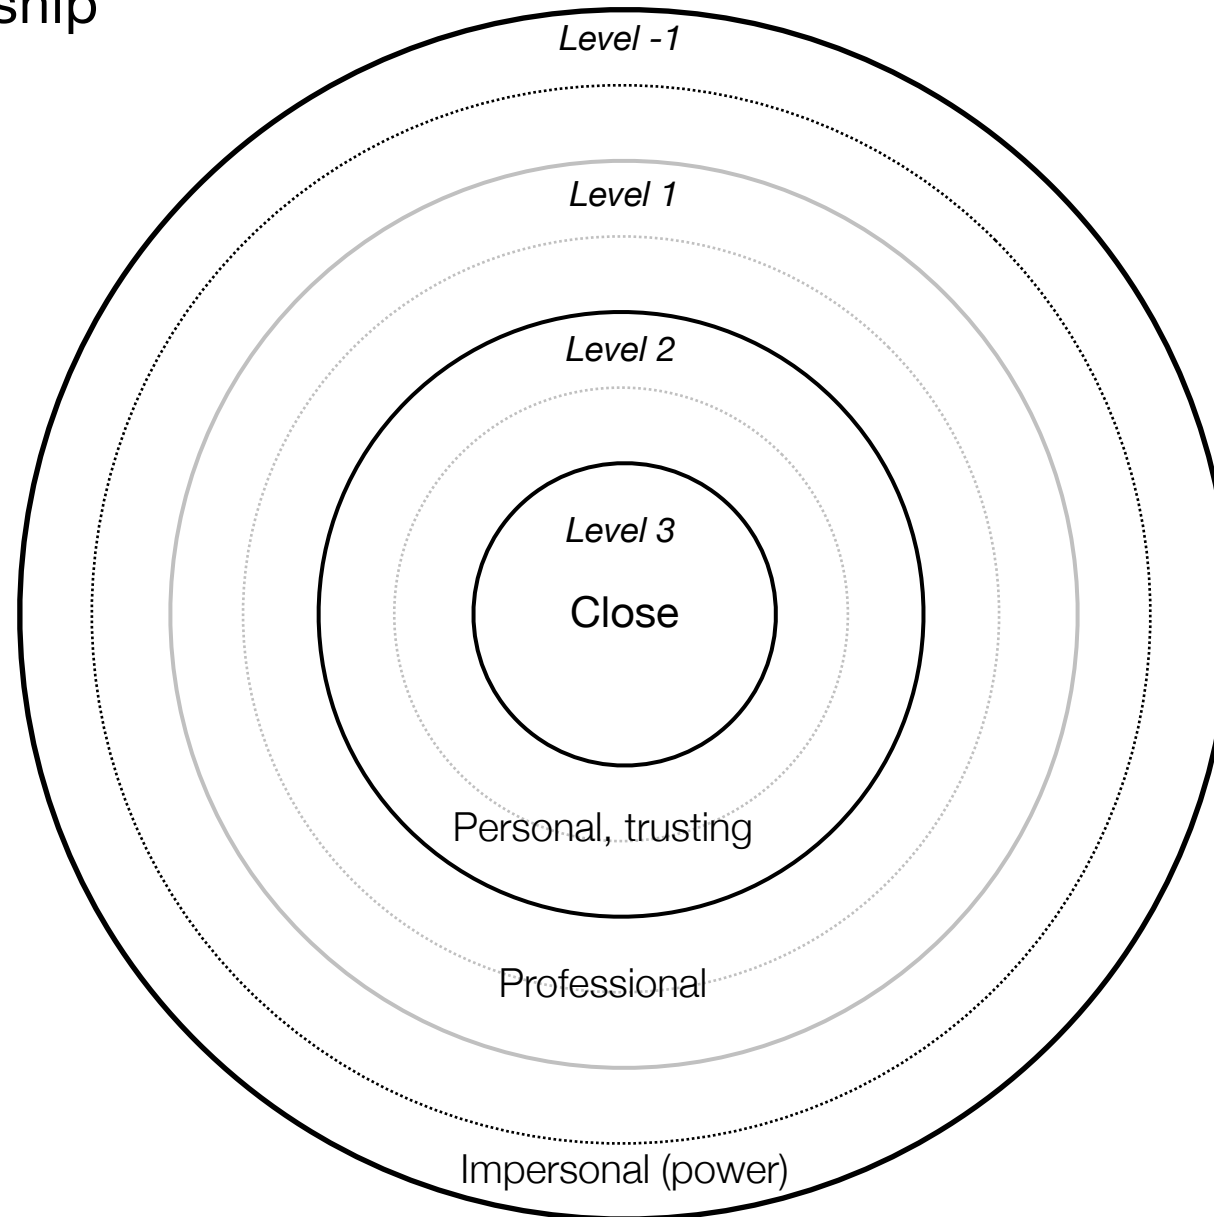 ship
Level -1
Level 1
Level 2
Level 3
Close
Personal, trusting
Professional
Impersonal (power)